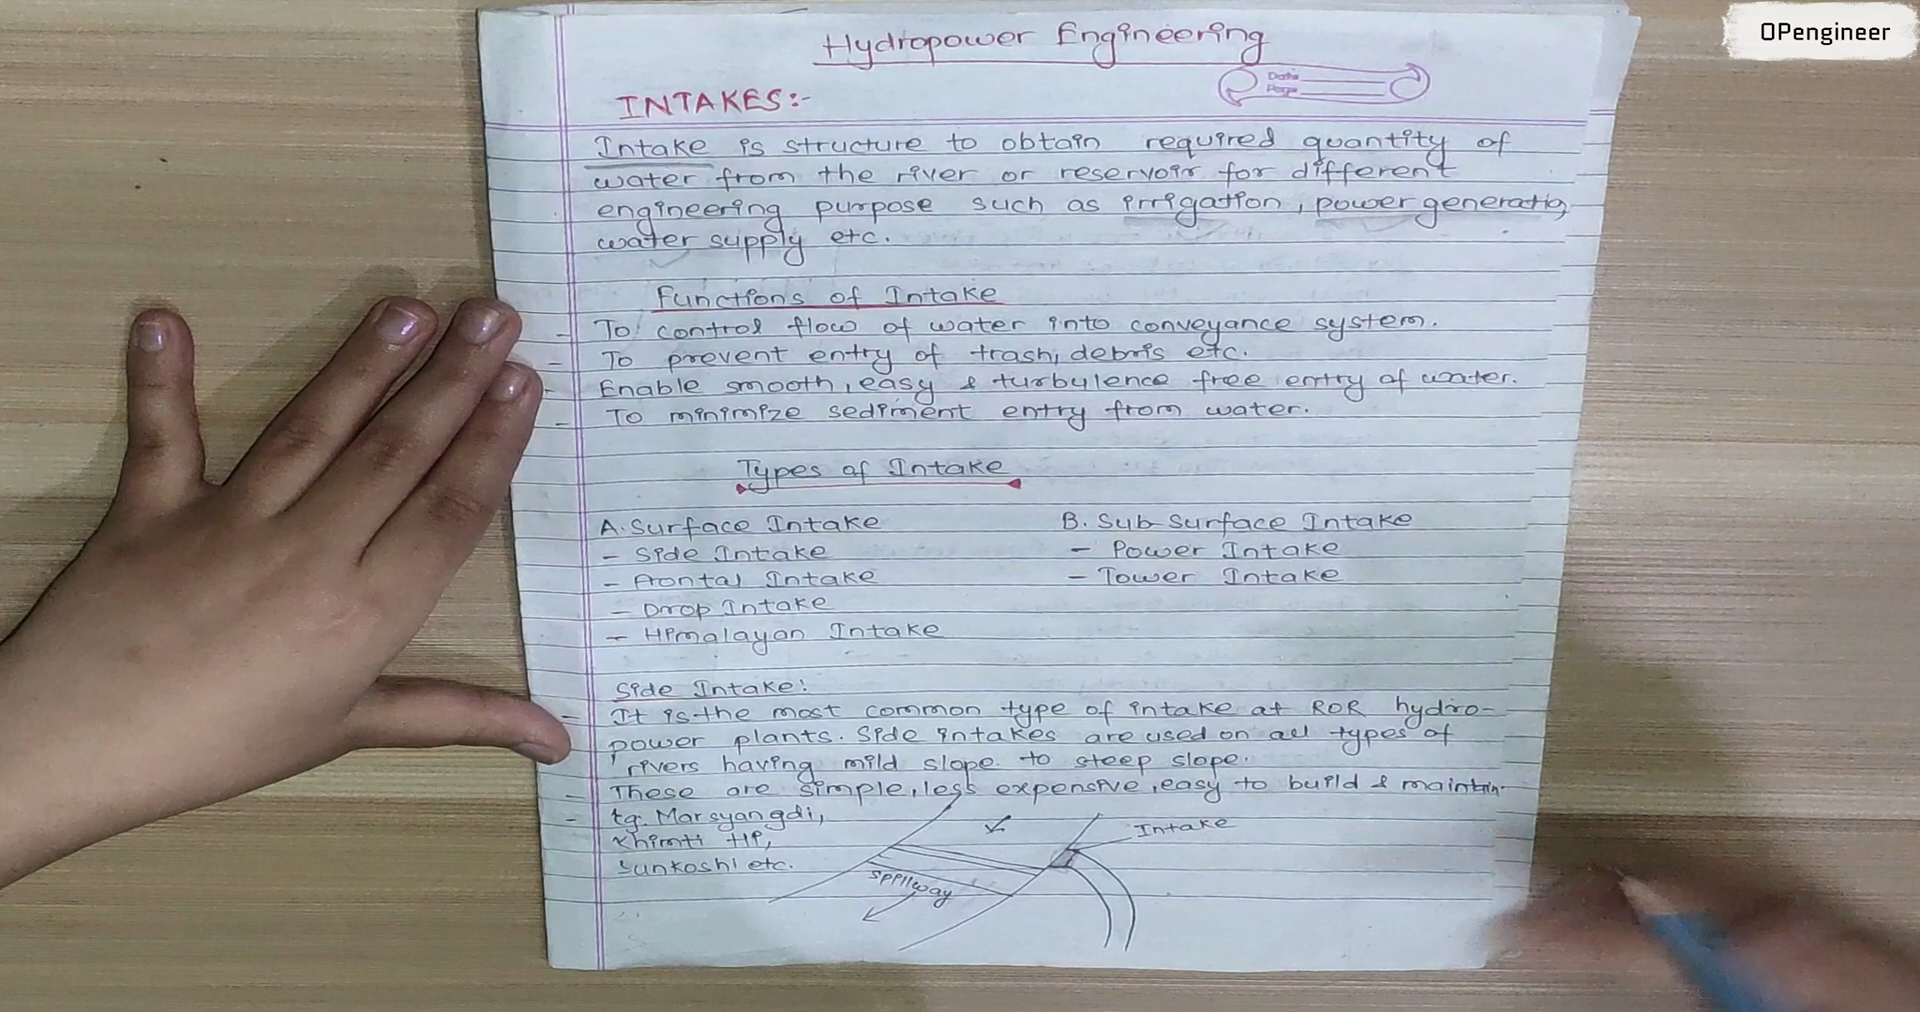 OPengineer
Hydropower Engineering
Date
Page
INTAKES:-
Intake is structure to obtain required quantity of
water from the river or reservoir for different
engineering purpose such as irrigation, power generatio
water supply etc.
Functions of Intake
- To control flow of water into conveyance system.
- To prevent entry of trash, debris etc.
- Enable smooth, easy & turbulence free entry of water.
- To minimize sediment entry from water.
Types of Intake
A. Surface Intake
- Side Intake
- Frontal Intake
- Drop Intake
- Himalayan Intake
B. Sub Surface Intake
- Power Intake
- Tower Intake
Side Intake:
- It is the most common type of intake at ROR hydro-
power plants. Side intakes are used on all types of
rivers having mild slope to steep slope.
- These are simple, less expensive, easy to build & maintain.
- Eg. Marsyangdi,
Khimti HP,
Sunkoshi etc.
Intake
Spillway